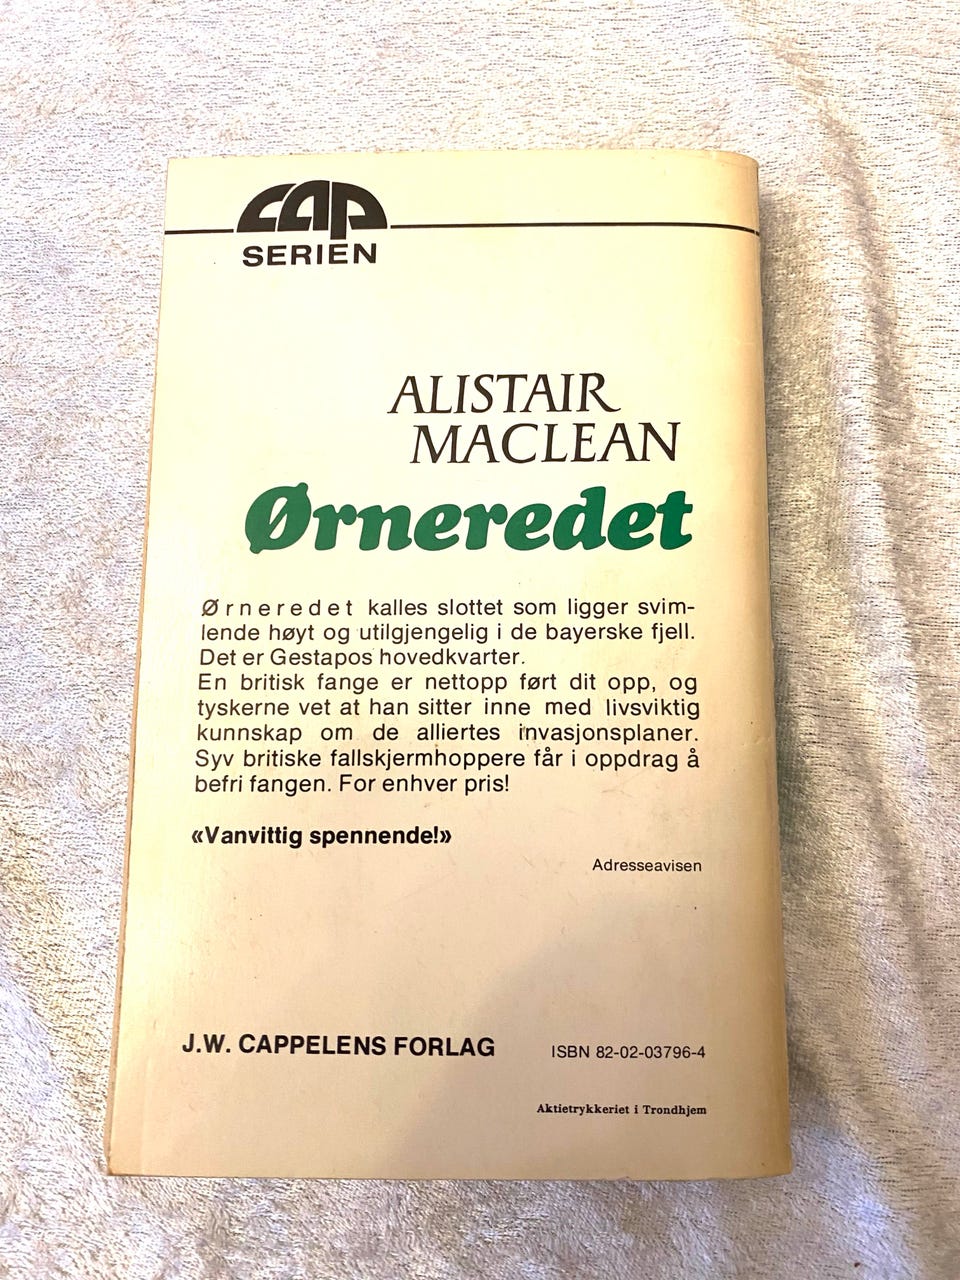 CAP
SERIEN
ALISTAIR
MACLEAN
Ørneredet
Ørneredet kalles slottet som ligger svim-
lende høyt og utilgjengelig i de bayerske fjell.
Det er Gestapos hovedkvarter.
En britisk fange er nettopp ført dit opp, og
tyskerne vet at han sitter inne med livsviktig
kunnskap om de alliertes invasjonsplaner.
Syv britiske fallskjermhoppere får i oppdrag å
befri fangen. For enhver pris!
«Vanvittig spennende!»
Adresseavisen
J.W. CAPPELENS FORLAG
ISBN 82-02-03796-4
Aktietrykkeriet i Trondhjem